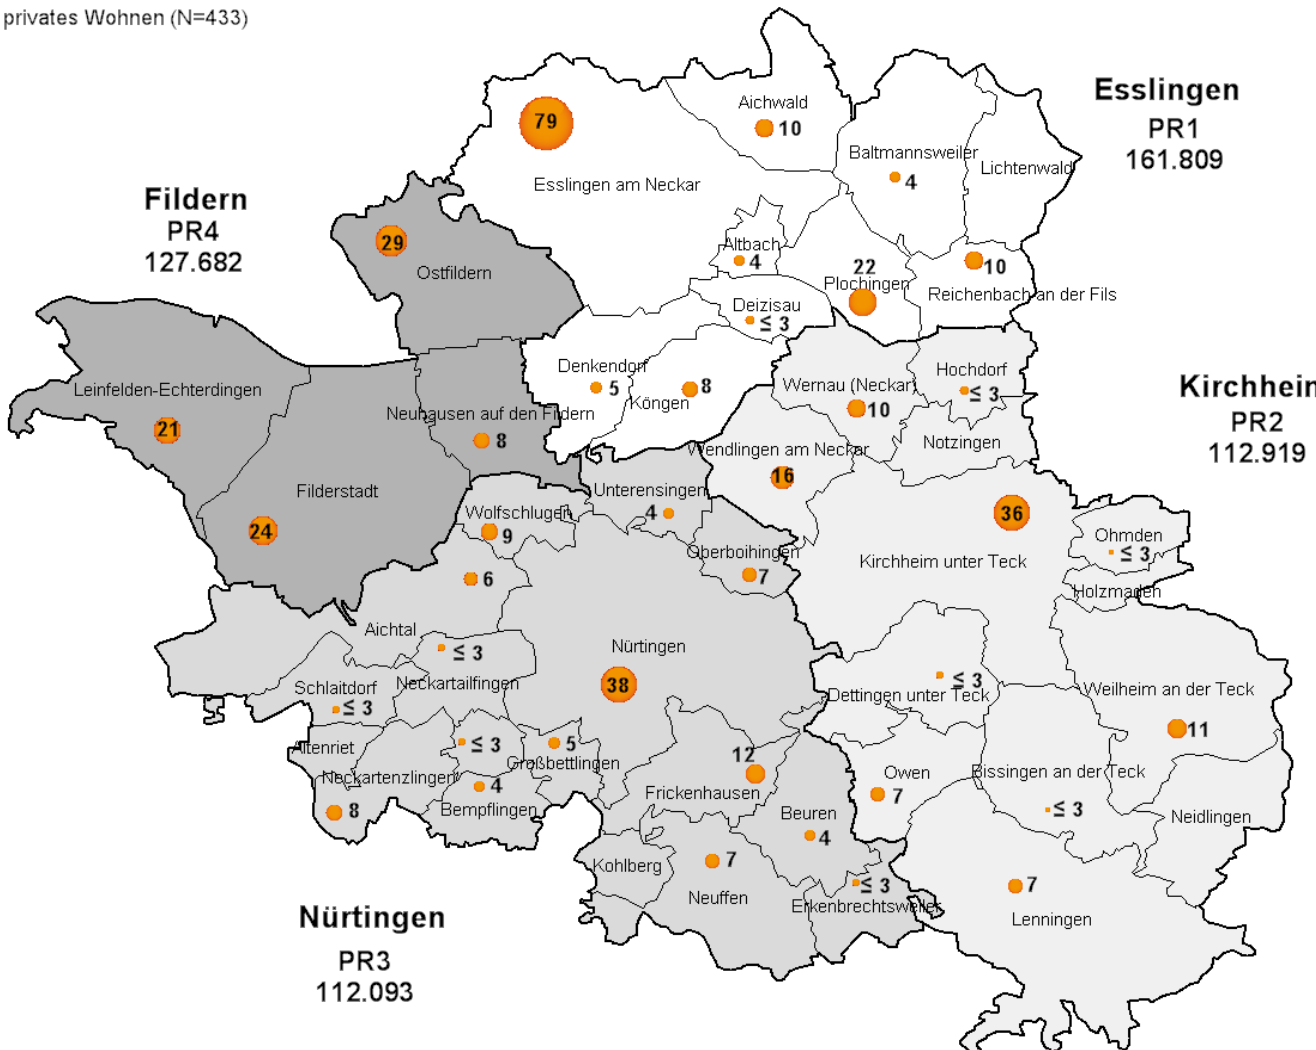 privates Wohnen (N=433)
Esslingen
PR1
161.809
Aichwald
10
79
Baltmannsweiler
4
Lichtenwald
Esslingen am Neckar
Fildern
PR4
127.682
29
Ostfildern
Altbach
4
22
Plochingen
10
Reichenbach an der Fils
Deizisau
≤ 3
Denkendorf
5
8
Köngen
Wernau (Neckar)
10
Hochdorf
≤ 3
Notzingen
Kirchheim
PR2
112.919
Leinfelden-Echterdingen
21
Neuhausen auf den Fildern
8
Wendlingen am Neckar
16
Filderstadt
24
Unterensingen
4
Wolfschlugen
9
36
Ohmden
≤ 3
Oberboihingen
7
Kirchheim unter Teck
Holzmaden
6
Aichtal
≤ 3
Neckartailfingen
Nürtingen
38
Schlaitdorf
≤ 3
≤ 3
Dettingen unter Teck
Weilheim an der Teck
11
Altenriet
Neckartenzlingen
≤ 3
5
Großbettlingen
8
4
Bempflingen
12
Frickenhausen
Owen
7
Bissingen an der Teck
≤ 3
Neidlingen
Beuren
4
Kohlberg
7
Neuffen
≤ 3
Erkenbrechtsweiler
7
Lenningen
Nürtingen
PR3
112.093